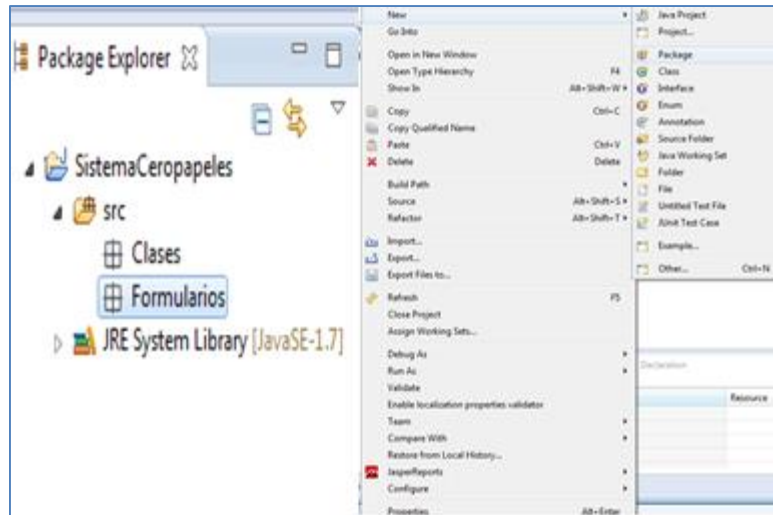 Package Explorer
SistemaCeropapeles
src
Clases
Formularios
JRE System Library [JavaSE-1.7]
New
Go Into
Open in New Window
Open Type Hierarchy F4
Show In Alt+Shift+W
Copy Ctrl+C
Copy Qualified Name
Paste Ctrl+V
Delete Delete
Build Path
Source Alt+Shift+S
Refactor Alt+Shift+T
Import...
Export...
Export Files to...
Refresh F5
Close Project
Assign Working Sets...
Debug As
Run As
Validate
Enable localization properties validator
Team
Compare With
Restore from Local History...
JasperReports
Configure
Properties Alt+Enter
Java Project
Project...
Package
Class
Interface
Enum
Annotation
Source Folder
Java Working Set
Folder
File
Untitled Text File
JUnit Test Case
Example...
Other... Ctrl+N
Declaration
Resource